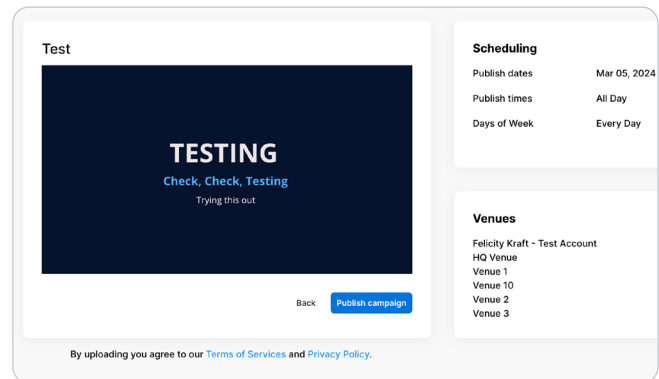 Test
TESTING
Check, Check, Testing
Trying this out
Back
Publish campaign
By uploading you agree to our Terms of Services and Privacy Policy.
Scheduling
Publish dates Mar 05, 2024
Publish times All Day
Days of Week Every Day
Venues
Felicity Kraft - Test Account
HQ Venue
Venue 1
Venue 10
Venue 2
Venue 3